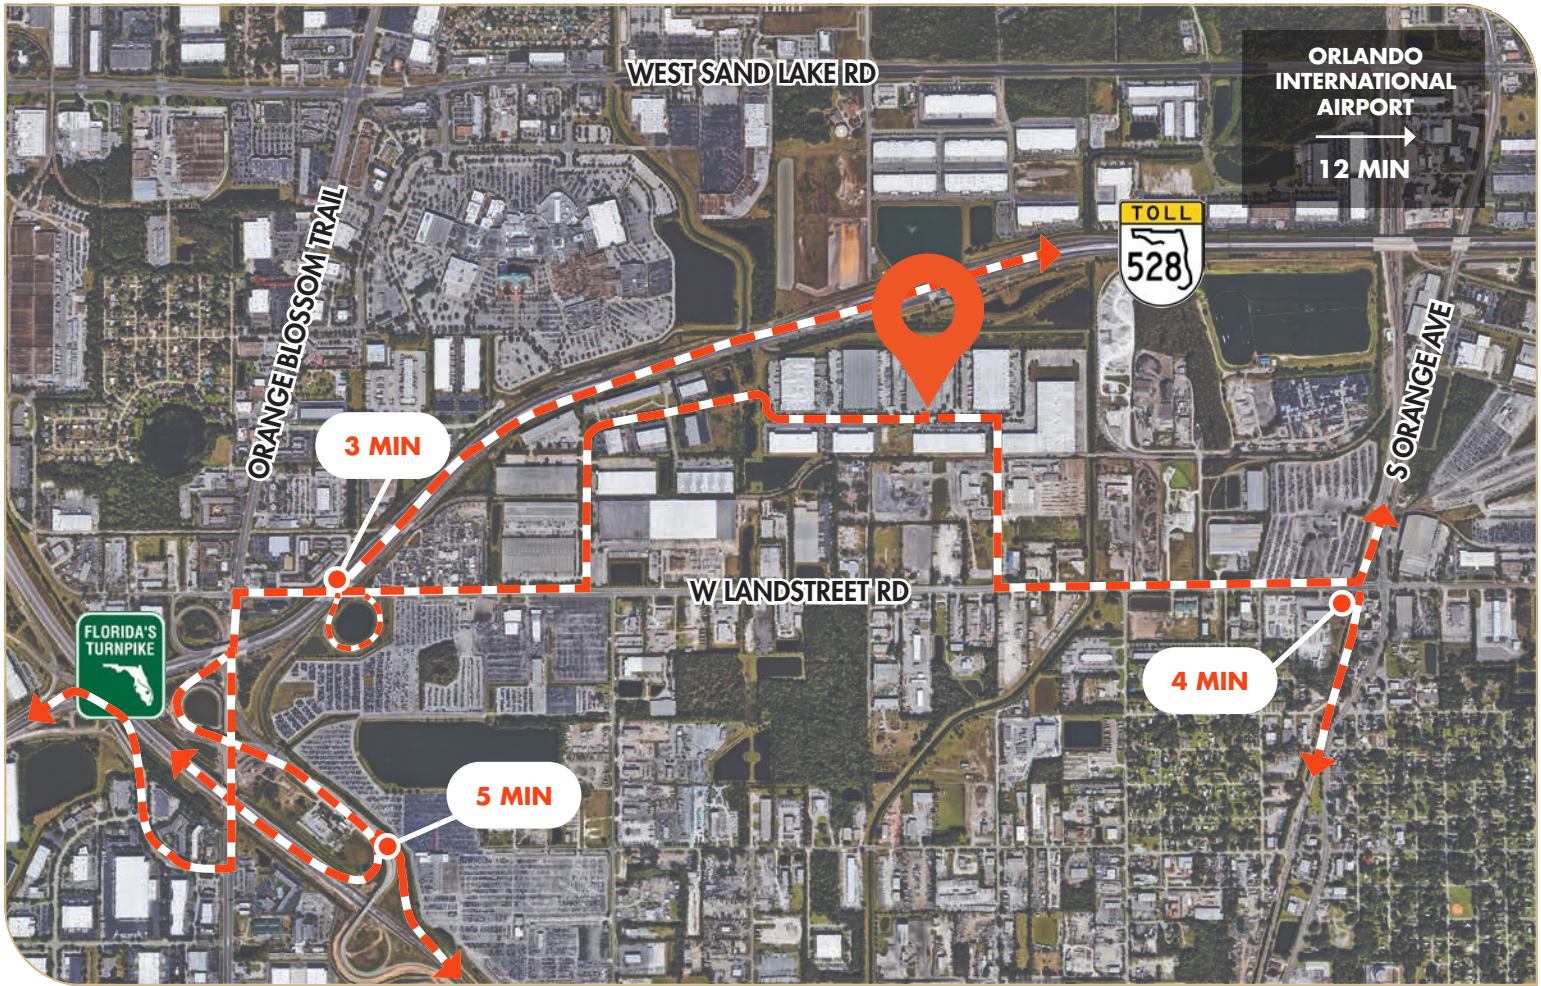 WEST SAND LAKE RD
ORLANDO
INTERNATIONAL
AIRPORT
12 MIN
TOLL
528
ORANGE BLOSSOM TRAIL
S ORANGE AVE
3 MIN
W LANDSTREET RD
FLORIDA'S
TURNPIKE
4 MIN
5 MIN